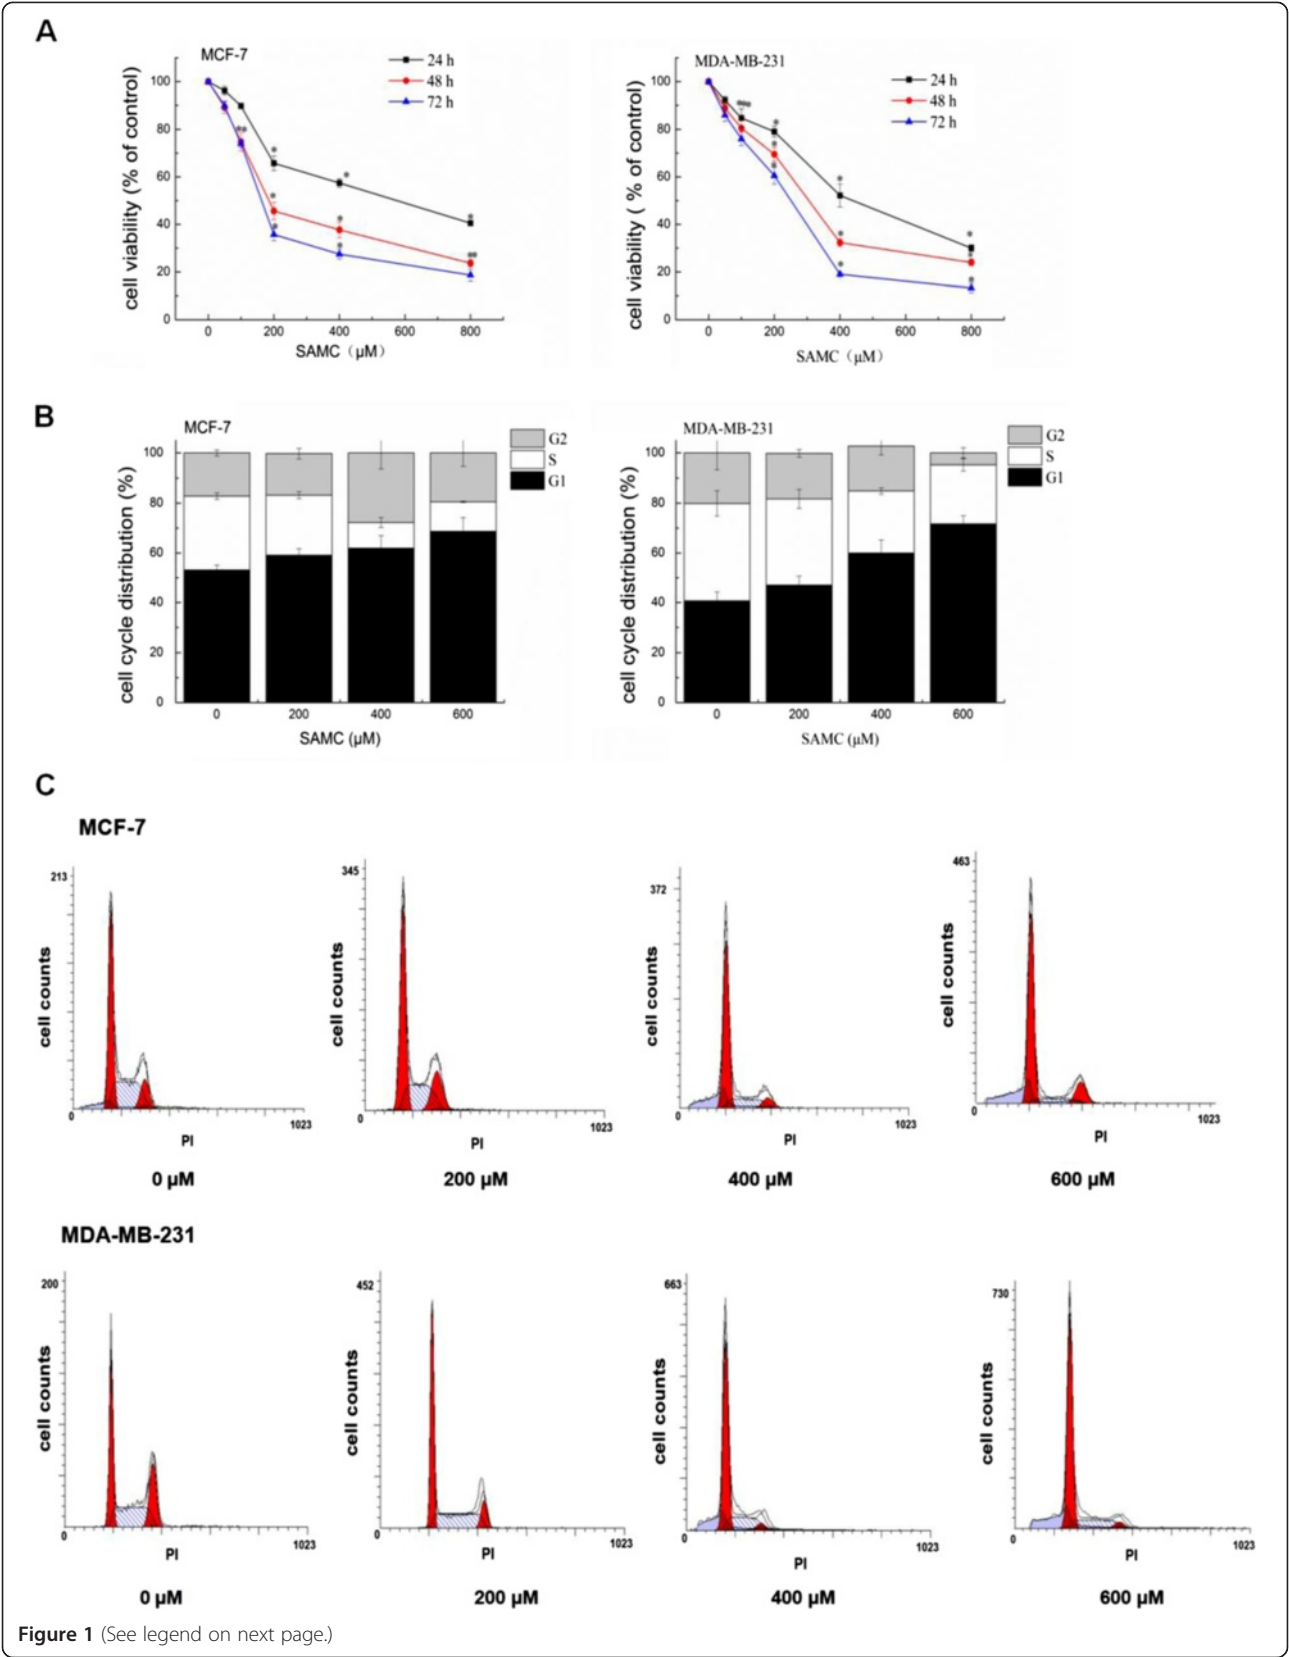 A
MCF-7
24 h
48 h
72 h
100
80
60
40
20
0
cell viability (% of control)
0 200 400 600 800
SAMC (μM)
MDA-MB-231
24 h
48 h
72 h
100
80
60
40
20
0
cell viability ( % of control)
0 200 400 600 800
SAMC (μM)
B
MCF-7
G2
S
G1
100
80
60
40
20
0
cell cycle distribution (%)
0 200 400 600
SAMC (μM)
MDA-MB-231
G2
S
G1
100
80
60
40
20
0
cell cycle distribution (%)
0 200 400 600
SAMC (μM)
C
MCF-7
213
cell counts
0
1023
PI
0 μM
345
cell counts
0
1023
PI
200 μM
372
cell counts
0
1023
PI
400 μM
463
cell counts
0
1023
PI
600 μM
MDA-MB-231
200
cell counts
0
1023
PI
0 μM
452
cell counts
0
1023
PI
200 μM
663
cell counts
0
1023
PI
400 μM
730
cell counts
0
1023
PI
600 μM
Figure 1 (See legend on next page.)